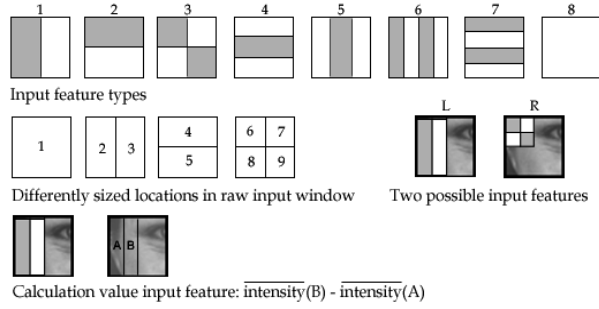 1 2 3 4 5 6 7 8
Input feature types
L R
1 2 3 4 5 6 7 8 9
Differently sized locations in raw input window
Two possible input features
A B
Calculation value input feature: intensity(B) - intensity(A)